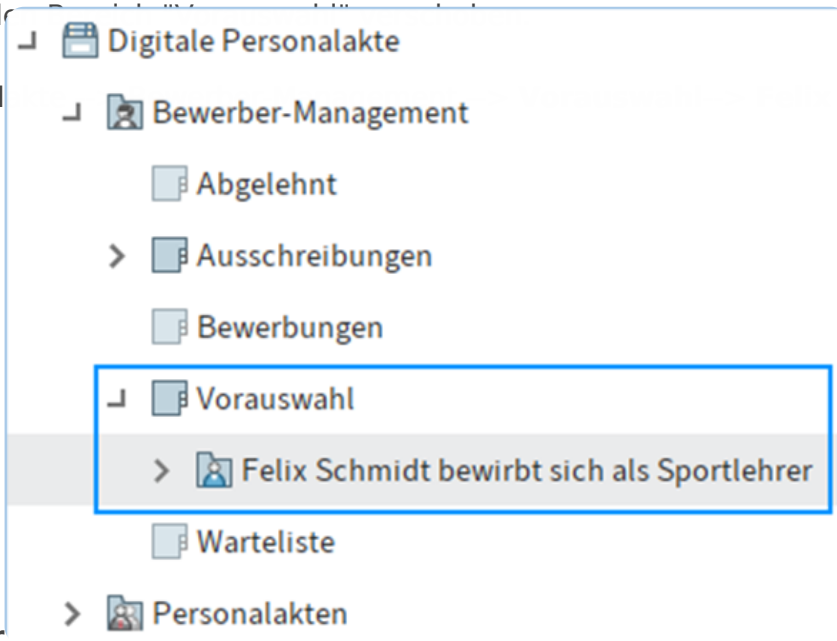 Digitale Personalakte
Bewerber-Management
Abgelehnt
Ausschreibungen
Bewerbungen
Vorauswahl
Felix Schmidt bewirbt sich als Sportlehrer
Warteliste
Personalakten